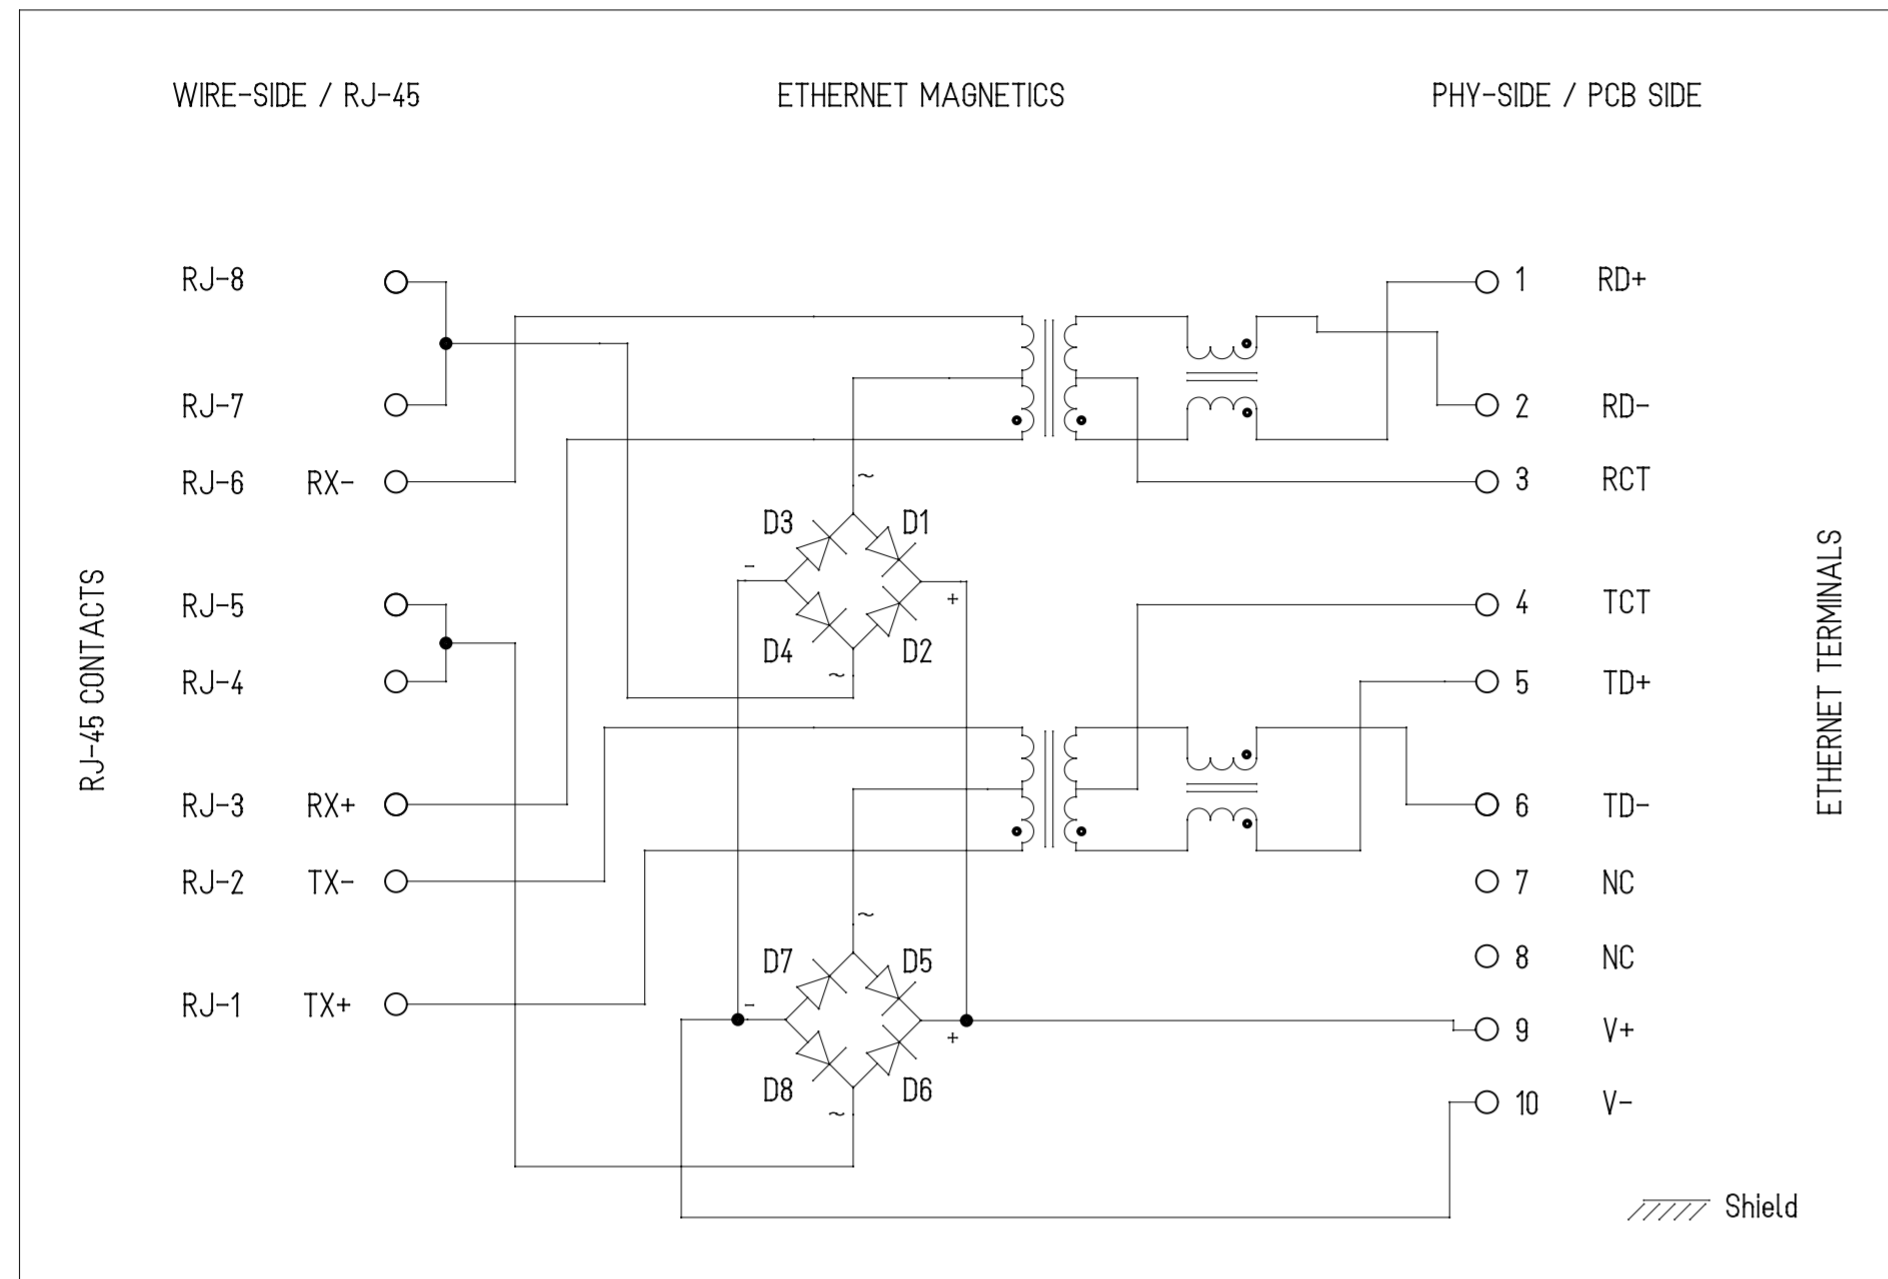 WIRE-SIDE / RJ-45 ETHERNET MAGNETICS PHY-SIDE / PCB SIDE
RJ-8 1 RD+
RJ-7 2 RD-
RJ-6 RX- 3 RCT
~
D3 D1
-
+
RJ-5 4 TCT
D4 D2
~
RJ-4 5 TD+
RJ-45 CONTACTS
ETHERNET TERMINALS
RJ-3 RX+ 6 TD-
RJ-2 TX- 7 NC
~
D7 D5 8 NC
RJ-1 TX+ -
+
9 V+
D8 D6 10 V-
~
Shield